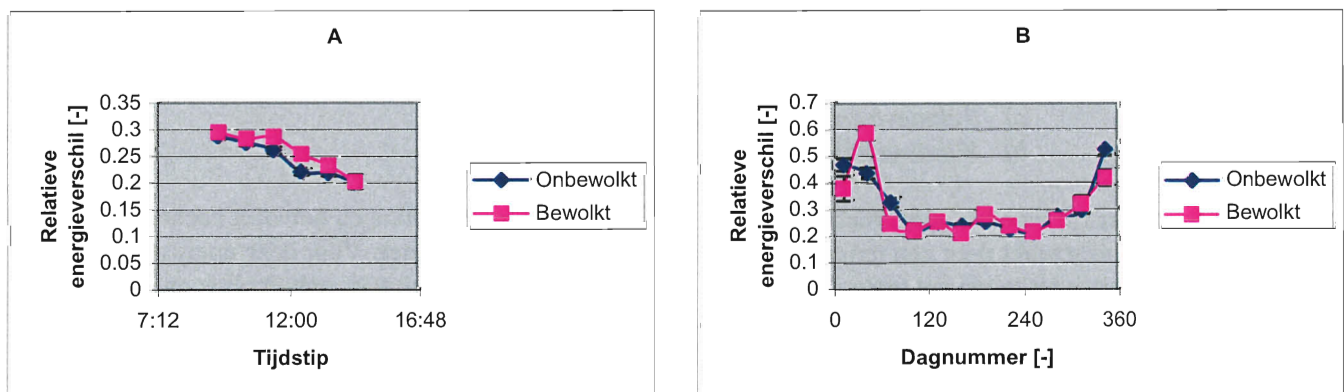 A
Relatieve
energieverschil [-]
0.35
0.3
0.25
0.2
0.15
0.1
0.05
0
7:12
12:00
16:48
Tijdstip
Onbewolkt
Bewolkt
B
Relatieve
energieverschil [-]
0.7
0.6
0.5
0.4
0.3
0.2
0.1
0
0
120
240
360
Dagnummer [-]
Onbewolkt
Bewolkt